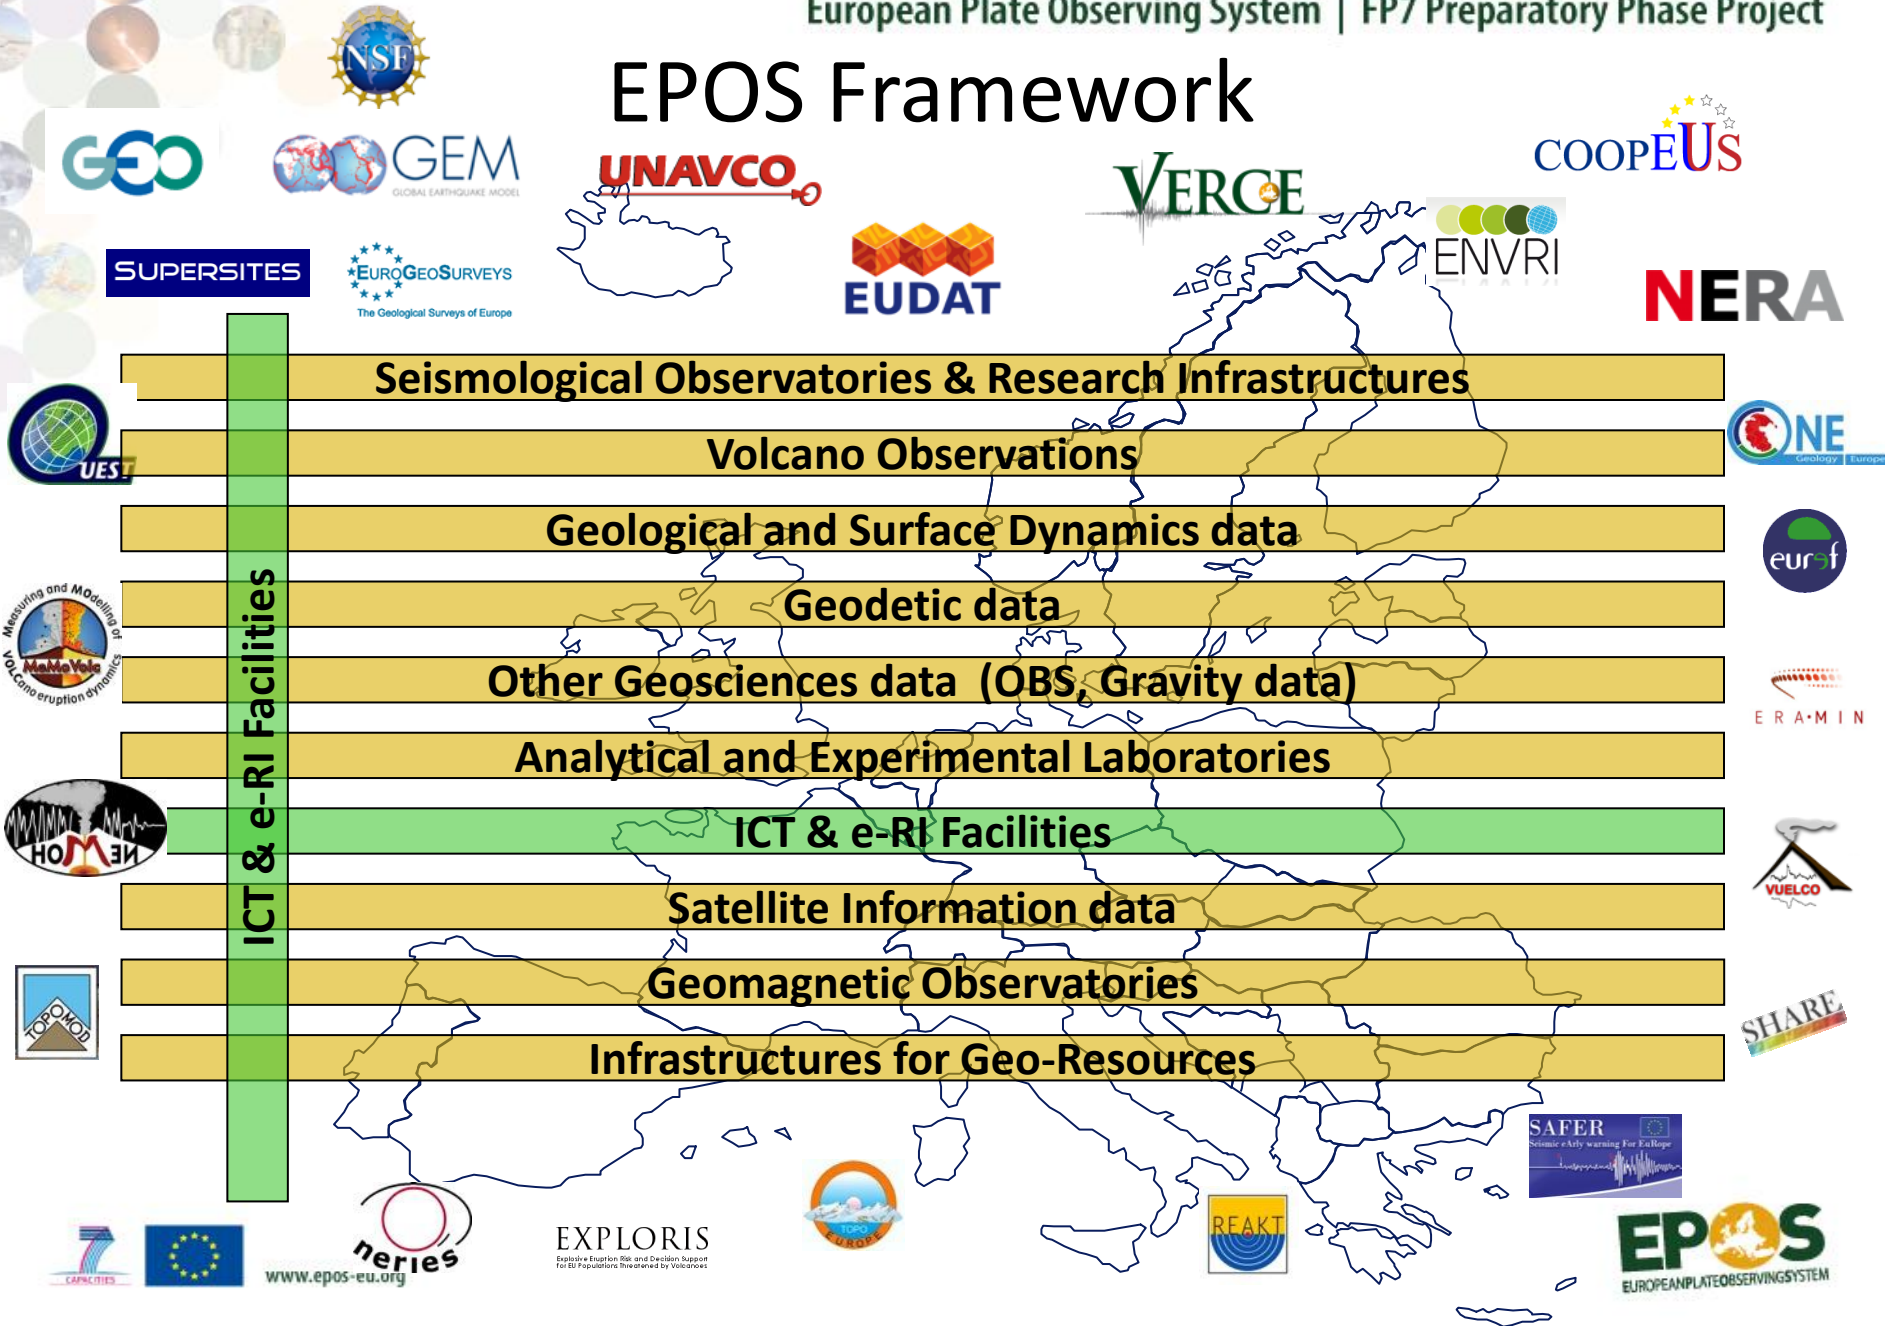 European Plate Observing System | FP7 Preparatory Phase Project
NSF
EPOS Framework
GEO
GEM
GLOBAL EARTHQUAKE MODEL
UNAVCO
VERCE
COOPEUS
SUPERSITES
EUROGEOSURVEYS
The Geological Surveys of Europe
EUDAT
ENVRI
NERA
Seismological Observatories & Research Infrastructures
QUEST
Volcano Observations
ONE
Geology | Europe
Geological and Surface Dynamics data
euref
Measuring and MOdelling of
VOLCano eruption dynamics
MeMoVolc
Geodetic data
Other Geosciences data (OBS, Gravity data)
ERA·MIN
Analytical and Experimental Laboratories
ICT & e-RI Facilities
ICT & e-RI Facilities
HOMEN
VUELCO
Satellite Information data
Geomagnetic Observatories
TOPOMOD
SHARE
Infrastructures for Geo-Resources
SAFER
Seismic eArly warning For EuRope
7
CAPACITIES
www.epos-eu.org
neries
EXPLORIS
Explosive Eruption Risk and Decision Support
for EU Populations Threatened by Volcanoes
TOPO
EUROPE
REAKT
EPOS
EUROPEANPLATEOBSERVINGSYSTEM